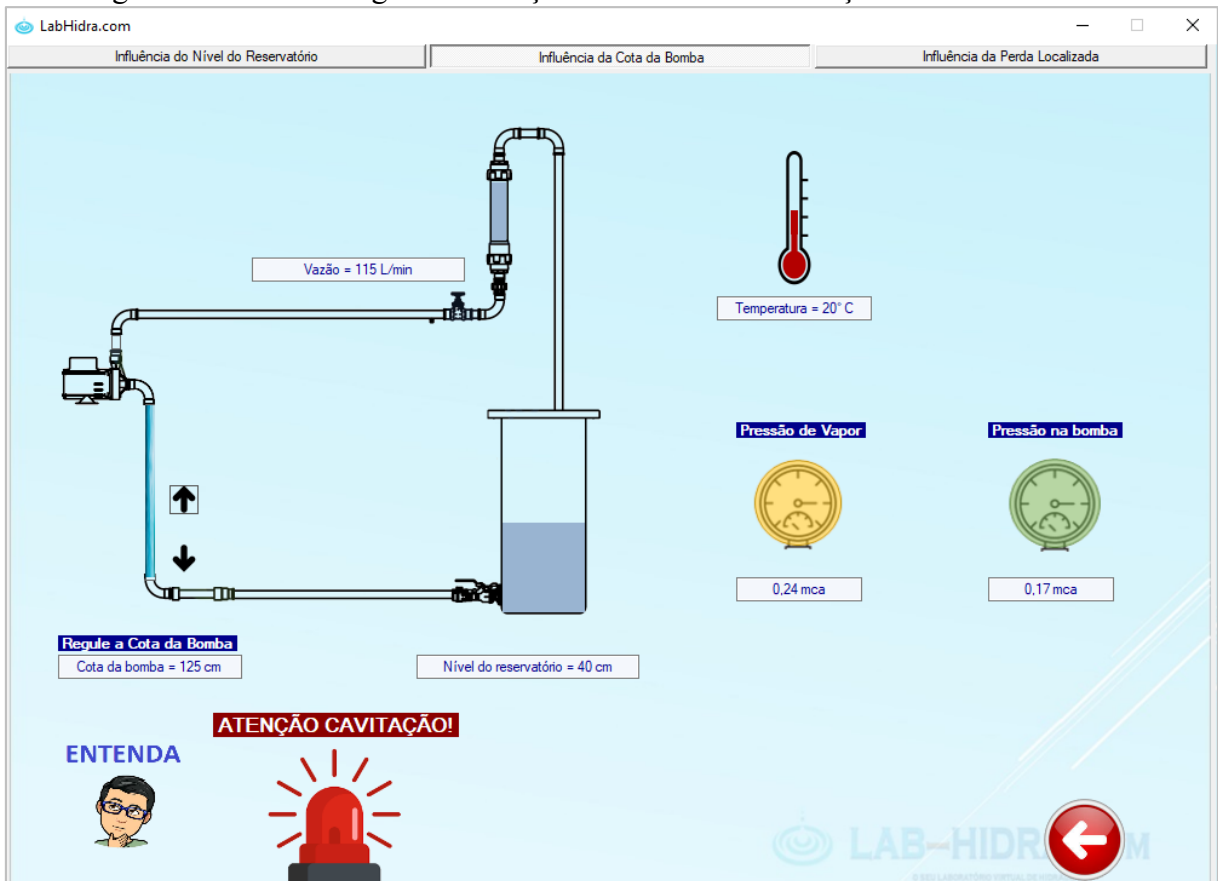 LabHidra.com
Influência do Nível do Reservatório
Influência da Cota da Bomba
Influência da Perda Localizada
Vazão = 115 L/min
Temperatura = 20° C
Pressão de Vapor
Pressão na bomba
0,24 mca
0,17 mca
Regule a Cota da Bomba
Cota da bomba = 125 cm
Nível do reservatório = 40 cm
ATENÇÃO CAVITAÇÃO!
ENTENDA
LAB-HIDR
M